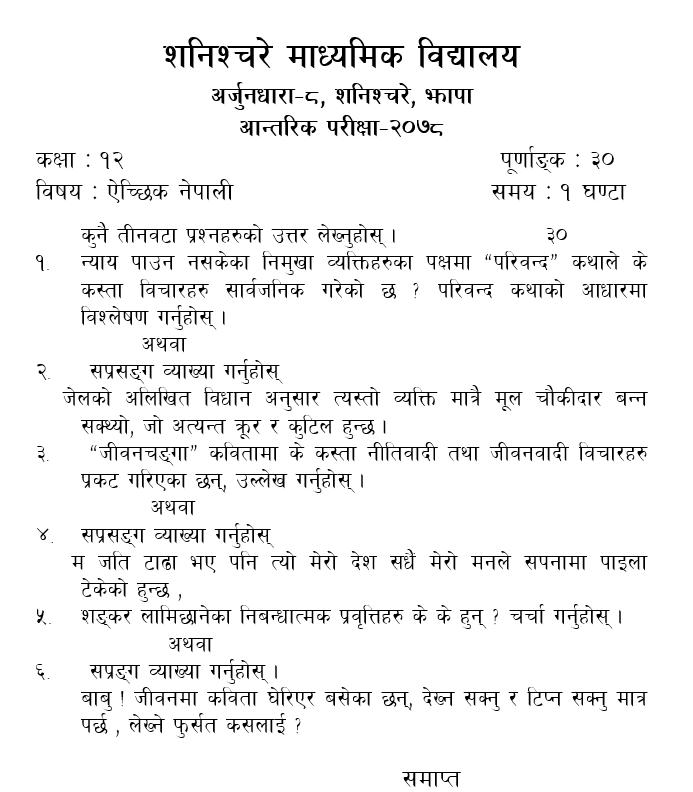 शनिश्चरे माध्यमिक विद्यालय
अर्जुनधारा-८, शनिश्चरे, झापा
आन्तरिक परीक्षा-२०७८
कक्षा : १२ पूर्णाङ्क : ३०
विषय : ऐच्छिक नेपाली समय : १ घण्टा
कुनै तीनवटा प्रश्नहरुको उत्तर लेख्नुहोस् । ३०
१. न्याय पाउन नसकेका निमुखा व्यक्तिहरुका पक्षमा “परिवन्द” कथाले के
कस्ता विचारहरु सार्वजनिक गरेको छ ? परिवन्द कथाको आधारमा
विश्लेषण गर्नुहोस् ।
अथवा
२. सप्रसङ्ग व्याख्या गर्नुहोस्
जेलको अलिखित विधान अनुसार त्यस्तो व्यक्ति मात्रै मूल चौकीदार बन्न
सक्थ्यो, जो अत्यन्त क्रूर र कुटिल हुन्छ ।
३. “जीवनचङ्गा” कवितामा के कस्ता नीतिवादी तथा जीवनवादी विचारहरु
प्रकट गरिएका छन्, उल्लेख गर्नुहोस् ।
अथवा
४. सप्रसङ्ग व्याख्या गर्नुहोस्
म जति टाढा भए पनि त्यो मेरो देश सधैं मेरो मनले सपनामा पाइला
टेकेको हुन्छ ,
५. शङ्कर लामिछानेका निबन्धात्मक प्रवृत्तिहरु के के हुन् ? चर्चा गर्नुहोस् ।
अथवा
६. सप्रङ्ग व्याख्या गर्नुहोस् ।
बाबु ! जीवनमा कविता घेरिएर बसेका छन्, देख्न सक्नु र टिप्न सक्नु मात्र
पर्छ , लेख्ने फुर्सत कसलाई ?
समाप्त